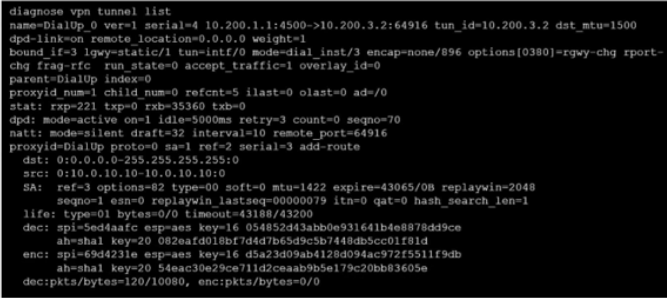 diagnose vpn tunnel list
name=DialUp_0 ver=1 serial=4 10.200.1.1:4500->10.200.3.2:64916 tun_id=10.200.3.2 dst_mtu=1500
dpd-link=on remote_location=0.0.0.0 weight=1
bound_if=3 lgwy=static/1 tun=intf/0 mode=dial_inst/3 encap=none/896 options[0380]=rgwy-chg rport-
chg frag-rfc run_state=0 accept_traffic=1 overlay_id=0
parent=DialUp index=0
proxyid_num=1 child_num=0 refcnt=5 ilast=0 olast=0 ad=/0
stat: rxp=221 txp=0 rxb=35360 txb=0
dpd: mode=active on=1 idle=5000ms retry=3 count=0 seqno=70
natt: mode=silent draft=32 interval=10 remote_port=64916
proxyid=DialUp proto=0 sa=1 ref=2 serial=3 add-route
dst: 0:0.0.0.0-255.255.255.255:0
src: 0:10.0.10.10-10.0.10.10:0
SA: ref=3 options=82 type=00 soft=0 mtu=1422 expire=43065/0B replaywin=2048
seqno=1 esn=0 replaywin_lastseq=00000079 itn=0 qat=0 hash_search_len=1
life: type=01 bytes=0/0 timeout=43188/43200
dec: spi=5ed4aafc esp=aes key=16 054852d43abb0e931641b4e8878dd9ce
ah=sha1 key=20 082eafd018bf7d4d7b65d9c5b7448db5cc01f81d
enc: spi=69d4231e esp=aes key=16 d5a23d09ab4128d094ac972f5511f9db
ah=sha1 key=20 54eac30e29ce711d2ceaab9b5e179c20bb83605e
dec:pkts/bytes=120/10080, enc:pkts/bytes=0/0